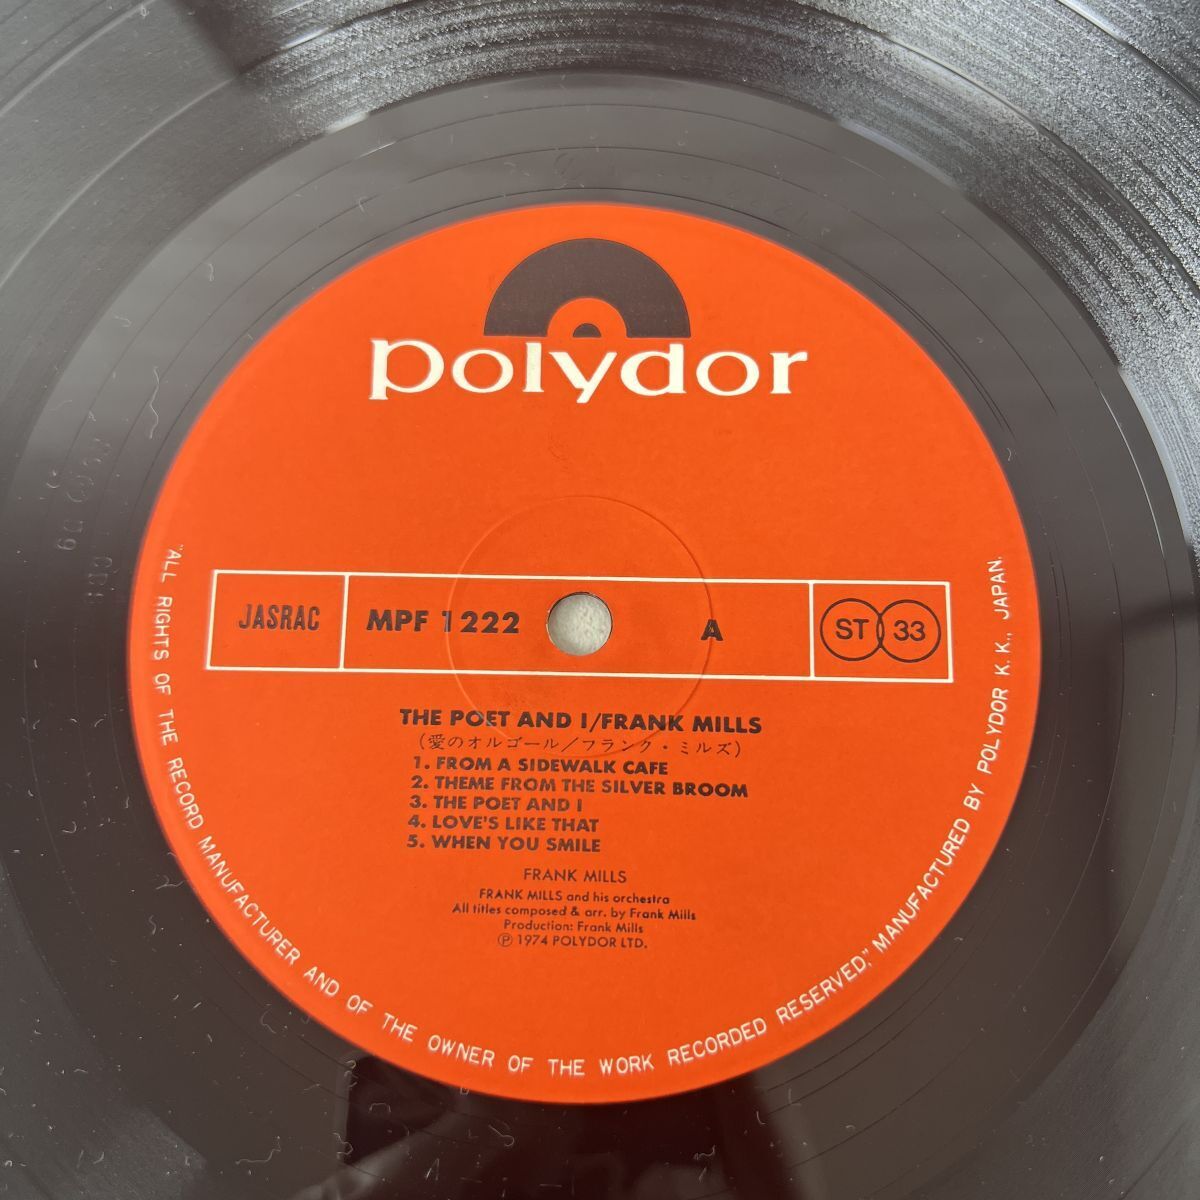 polydor
JASRAC
MPF 1222
A
ST 33
THE POET AND I/FRANK MILLS
(愛のオルゴール/フランク・ミルズ)
1. FROM A SIDEWALK CAFE
2. THEME FROM THE SILVER BROOM
3. THE POET AND I
4. LOVE'S LIKE THAT
5. WHEN YOU SMILE
FRANK MILLS
FRANK MILLS and his orchestra
All titles composed & arr. by Frank Mills
Production: Frank Mills
Ⓟ 1974 POLYDOR LTD.
"ALL RIGHTS OF THE RECORD MANUFACTURER AND OF THE OWNER OF THE WORK RECORDED RESERVED," MANUFACTURED BY POLYDOR K. K., JAPAN.